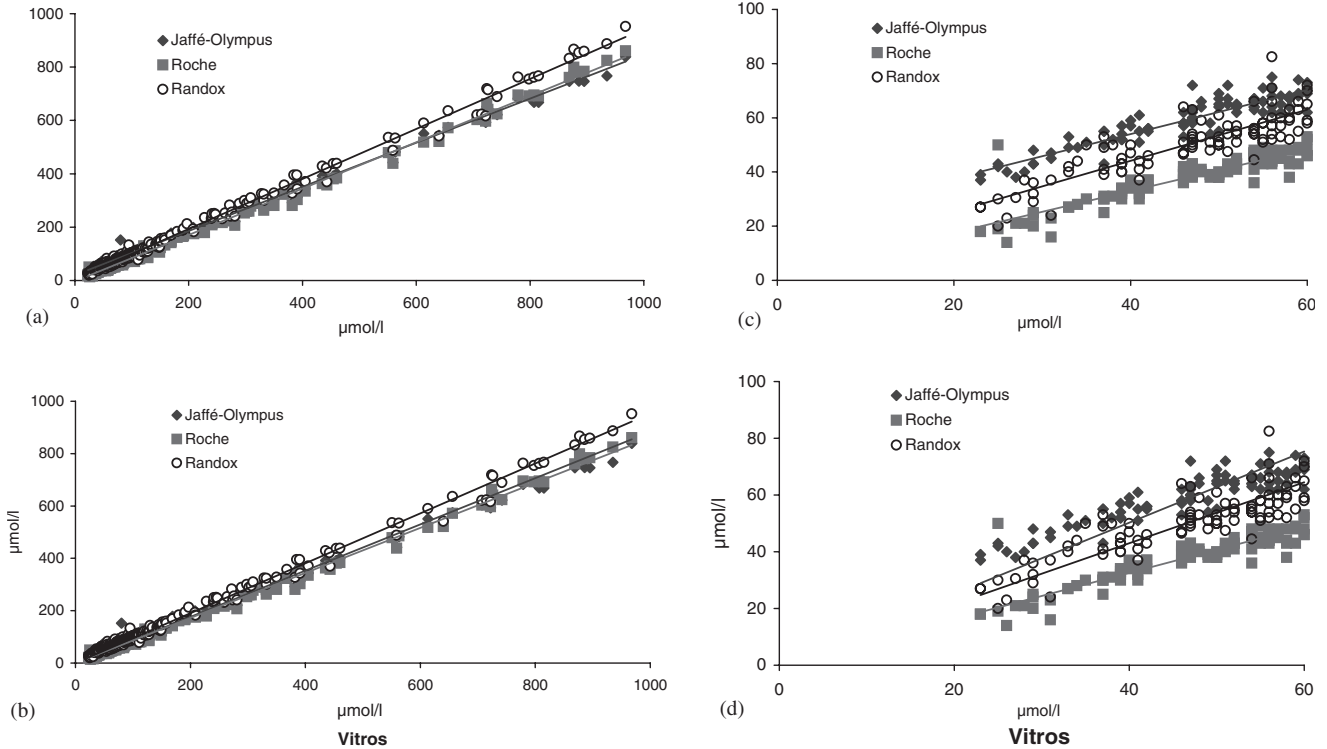 1000
800
600
400
200
0
0 200 400 600 800 1000
µmol/l
Jaffé-Olympus
Roche
Randox
(a)
100
80
60
40
20
0
0 20 40 60
µmol/l
Jaffé-Olympus
Roche
Randox
(c)
1000
800
600
400
200
0
µmol/l
0 200 400 600 800 1000
µmol/l
Jaffé-Olympus
Roche
Randox
(b)
Vitros
100
80
60
40
20
0
µmol/l
0 20 40 60
µmol/l
Jaffé-Olympus
Roche
Randox
(d)
Vitros